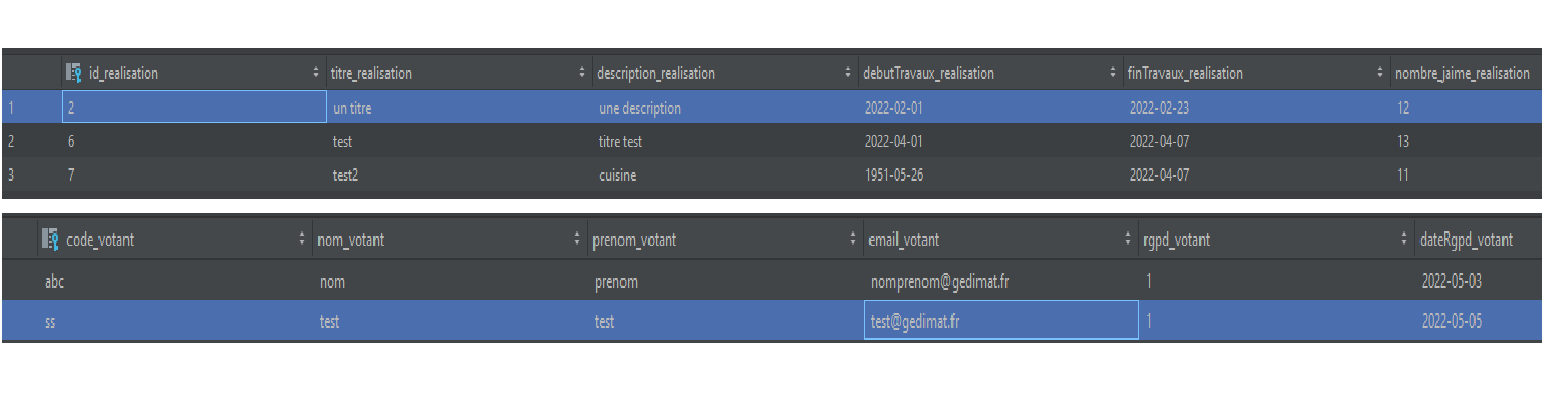 id_realisation titre_realisation description_realisation debutTravaux_realisation finTravaux_realisation nombre_jaime_realisation
1 2 un titre une description 2022-02-01 2022-02-23 12
2 6 test titre test 2022-04-01 2022-04-07 13
3 7 test2 cuisine 1951-05-26 2022-04-07 11
code_votant nom_votant prenom_votant email_votant rgpd_votant dateRgpd_votant
abc nom prenom nomprenom@gedimat.fr 1 2022-05-03
ss test test test@gedimat.fr 1 2022-05-05